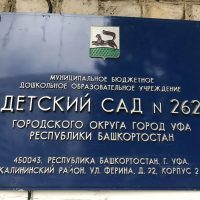 МУНИЦИПАЛЬНОЕ БЮДЖЕТНОЕ
ДОШКОЛЬНОЕ ОБРАЗОВАТЕЛЬНОЕ УЧРЕЖДЕНИЕ
ДЕТСКИЙ САД N 262
ГОРОДСКОГО ОКРУГА ГОРОД УФА
РЕСПУБЛИКИ БАШКОРТОСТАН
450043, РЕСПУБЛИКА БАШКОРТОСТАН, Г. УФА,
КАЛИНИНСКИЙ РАЙОН, УЛ. ФЕРИНА, Д. 22, КОРПУС 2